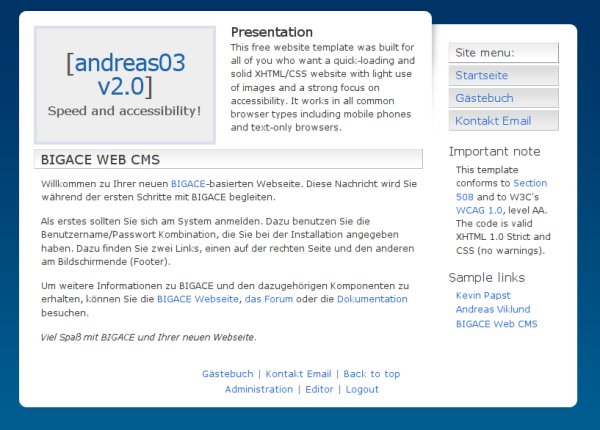 [andreas03
v2.0]
Speed and accessibility!
Presentation
This free website template was built for
all of you who want a quick-loading and
solid XHTML/CSS website with light use
of images and a strong focus on
accessibility. It works in all common
browser types including mobile phones
and text-only browsers.
BIGACE WEB CMS
Willkommen zu Ihrer neuen BIGACE-basierten Webseite. Diese Nachricht wird Sie
während der ersten Schritte mit BIGACE begleiten.
Als erstes sollten Sie sich am System anmelden. Dazu benutzen Sie die
Benutzername/Passwort Kombination, die Sie bei der Installation angegeben
haben. Dazu finden Sie zwei Links, einen auf der rechten Seite und den anderen
am Bildschirmende (Footer).
Um weitere Informationen zu BIGACE und den dazugehörigen Komponenten zu
erhalten, können Sie die BIGACE Webseite, das Forum oder die Dokumentation
besuchen.
Viel Spaß mit BIGACE und Ihrer neuen Webseite.
Site menu:
Startseite
Gästebuch
Kontakt Email
Important note
This template
conforms to Section
508 and to W3C's
WCAG 1.0, level AA.
The code is valid
XHTML 1.0 Strict and
CSS (no warnings).
Sample links
Kevin Papst
Andreas Viklund
BIGACE Web CMS
Gästebuch | Kontakt Email | Back to top
Administration | Editor | Logout